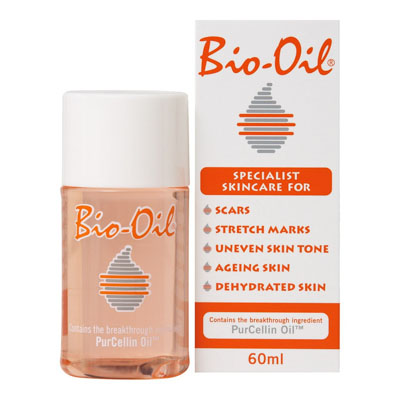 Bio-Oil®
SPECIALIST
SKINCARE FOR
SCARS
STRETCH MARKS
UNEVEN SKIN TONE
AGEING SKIN
DEHYDRATED SKIN
Contains the breakthrough ingredient
PurCellin Oil™
60ml
Bio-Oil
Contains the breakthrough
PurCellin Oil™